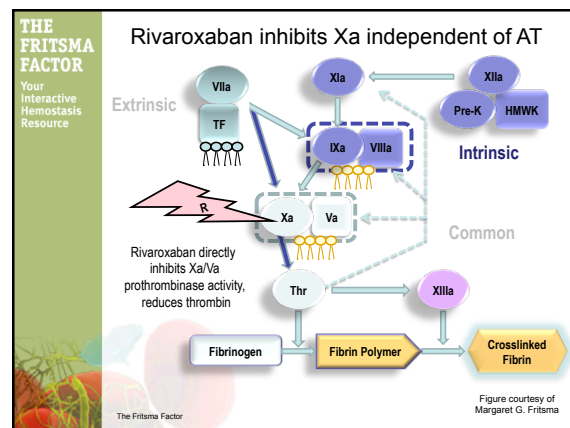 THE
FRITSMA
FACTOR
Your
Interactive
Hemostasis
Resource
Rivaroxaban inhibits Xa independent of AT
Extrinsic
VIIa
TF
XIa
XIIa
Pre-K
HMWK
Intrinsic
IXa
VIIIa
R
Xa
Va
Common
Rivaroxaban directly
inhibits Xa/Va
prothrombinase activity,
reduces thrombin
Thr
XIIIa
Fibrinogen
Fibrin Polymer
Crosslinked
Fibrin
The Fritsma Factor
Figure courtesy of
Margaret G. Fritsma